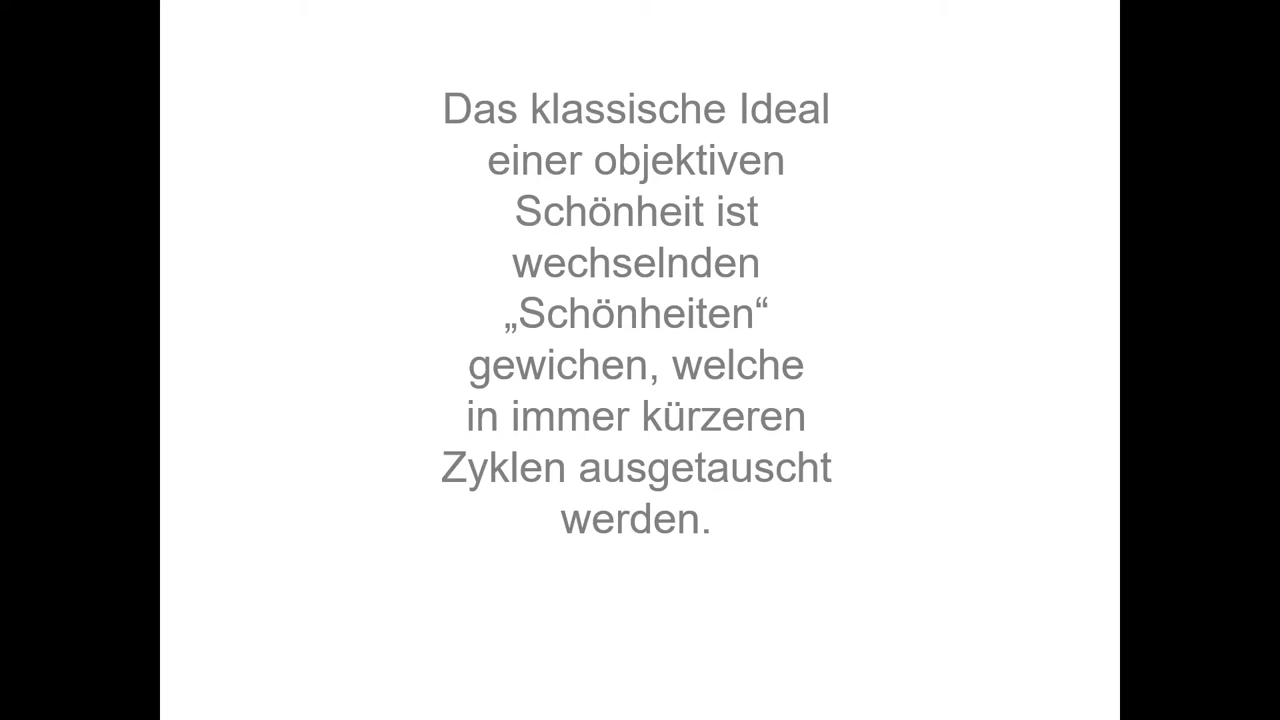 Das klassische Ideal
einer objektiven
Schönheit ist
wechselnden
„Schönheiten“
gewichen, welche
in immer kürzeren
Zyklen ausgetauscht
werden.